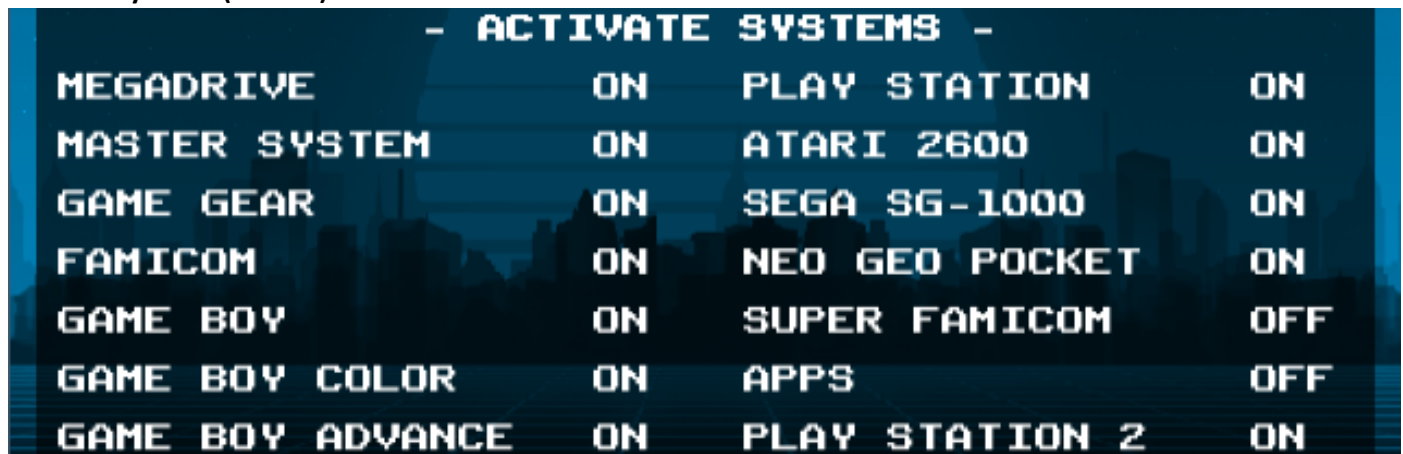 - ACTIVATE SYSTEMS -
MEGADRIVE ON PLAY STATION ON
MASTER SYSTEM ON ATARI 2600 ON
GAME GEAR ON SEGA SG-1000 ON
FAMICOM ON NEO GEO POCKET ON
GAME BOY ON SUPER FAMICOM OFF
GAME BOY COLOR ON APPS OFF
GAME BOY ADVANCE ON PLAY STATION 2 ON